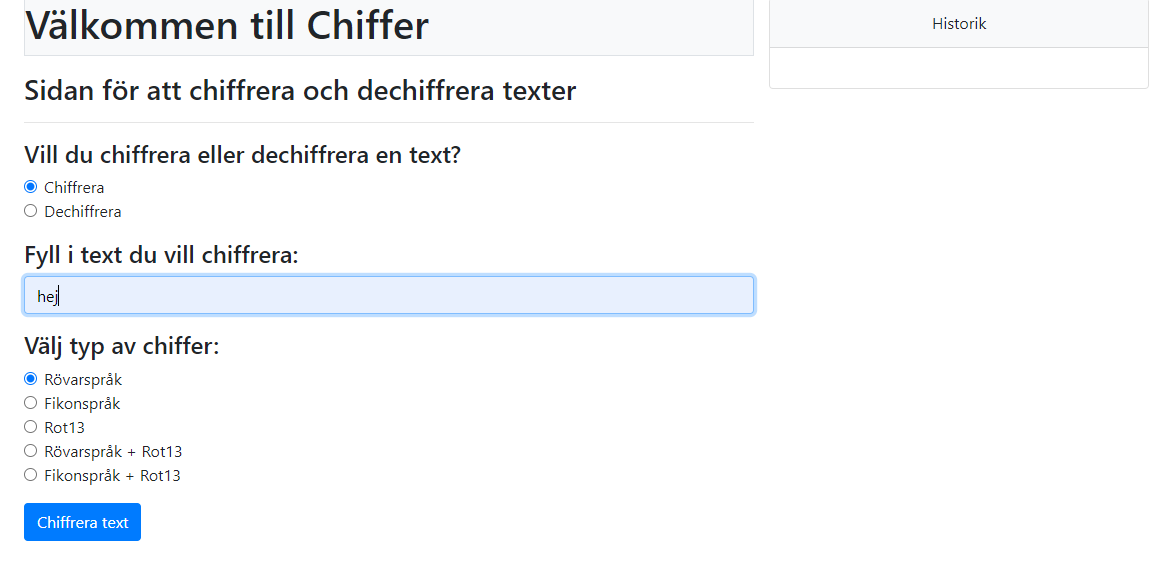 Välkommen till Chiffer
Sidan för att chiffrera och dechiffrera texter
Vill du chiffrera eller dechiffrera en text?
Chiffrera
Dechiffrera
Fyll i text du vill chiffrera:
hej
Välj typ av chiffer:
Rövarspråk
Fikonspråk
Rot13
Rövarspråk + Rot13
Fikonspråk + Rot13
Chiffrera text
Historik